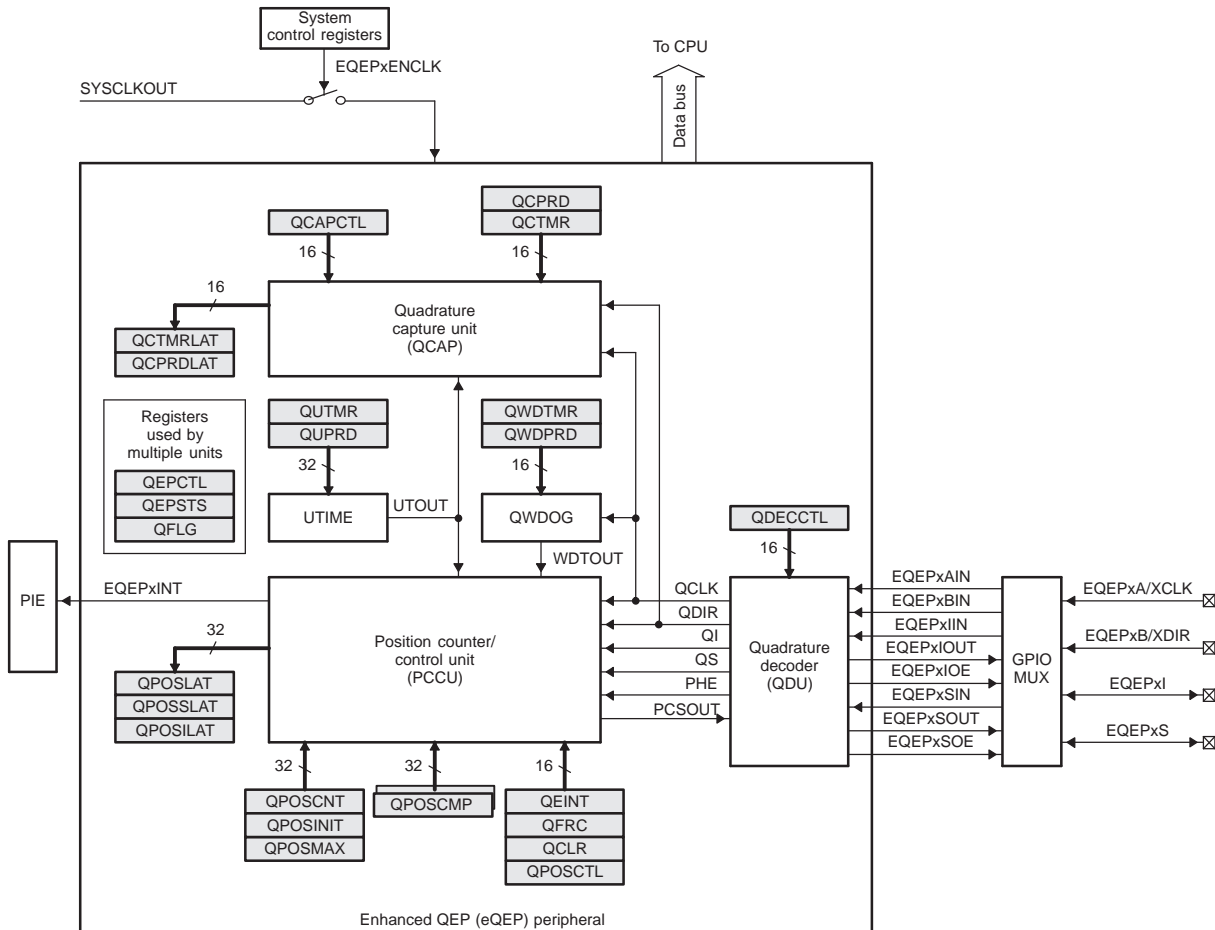 System
control registers
To CPU
EQEPxENCLK
SYSCLKOUT
Data bus
QCPRD
QCAPCTL
QCTMR
16
16
16
Quadrature
capture unit
(QCAP)
QCTMRLAT
QCPRDLAT
Registers
used by
multiple units
QUTMR
QUPRD
QWDTMR
QWDPRD
32
16
QEPCTL
QEPSTS
QFLG
UTIME
UTOUT
QWDOG
QDECCTL
16
WDTOUT
PIE
EQEPxINT
32
Position counter/
control unit
(PCCU)
QCLK
QDIR
QI
QS
PHE
PCSOUT
Quadrature
decoder
(QDU)
EQEPxAIN
EQEPxBIN
EQEPxIIN
EQEPxIOUT
EQEPxIOE
EQEPxSIN
EQEPxSOUT
EQEPxSOE
GPIO
MUX
EQEPxA/XCLK
EQEPxB/XDIR
EQEPxI
EQEPxS
QPOSLAT
QPOSSLAT
QPOSILAT
32
32
16
QPOSCNT
QPOSINIT
QPOSMAX
QPOSCMP
QEINT
QFRC
QCLR
QPOSCTL
Enhanced QEP (eQEP) peripheral